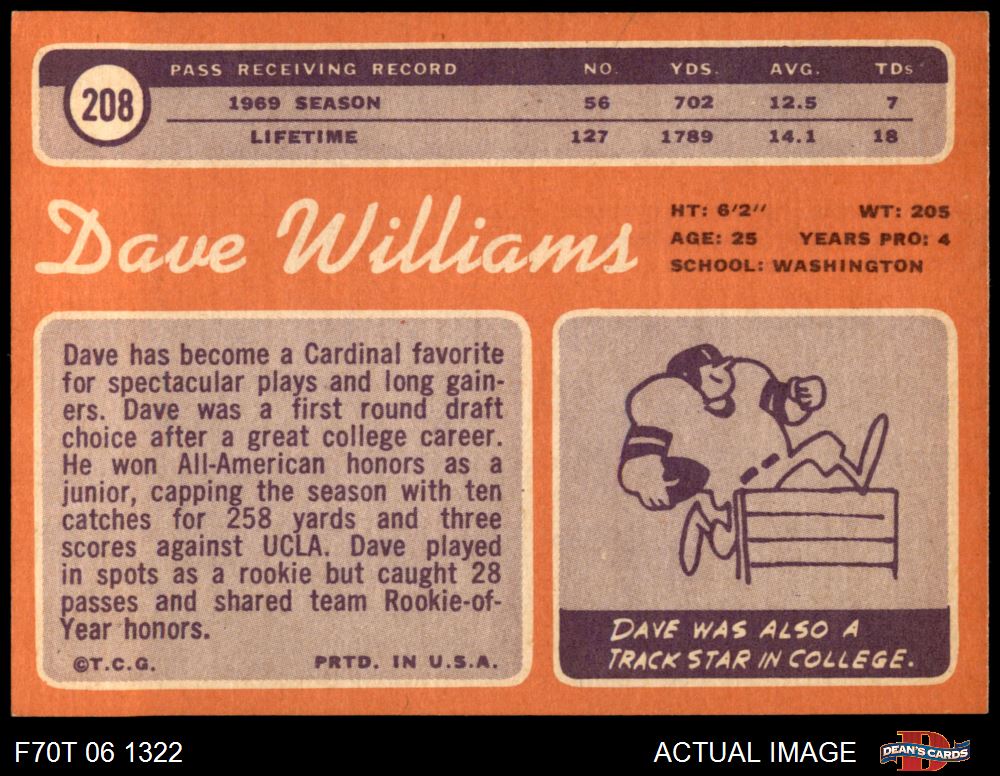 208
PASS RECEIVING RECORD NO. YDS. AVG. TDs
1969 SEASON 56 702 12.5 7
LIFETIME 127 1789 14.1 18
Dave Williams
HT: 6'2'' WT: 205
AGE: 25 YEARS PRO: 4
SCHOOL: WASHINGTON
Dave has become a Cardinal favorite
for spectacular plays and long gain-
ers. Dave was a first round draft
choice after a great college career.
He won All-American honors as a
junior, capping the season with ten
catches for 258 yards and three
scores against UCLA. Dave played
in spots as a rookie but caught 28
passes and shared team Rookie-of-
Year honors.
©T.C.G. PRTD. IN U.S.A.
DAVE WAS ALSO A
TRACK STAR IN COLLEGE.
F70T 06 1322 ACTUAL IMAGE D DEAN'S CARDS